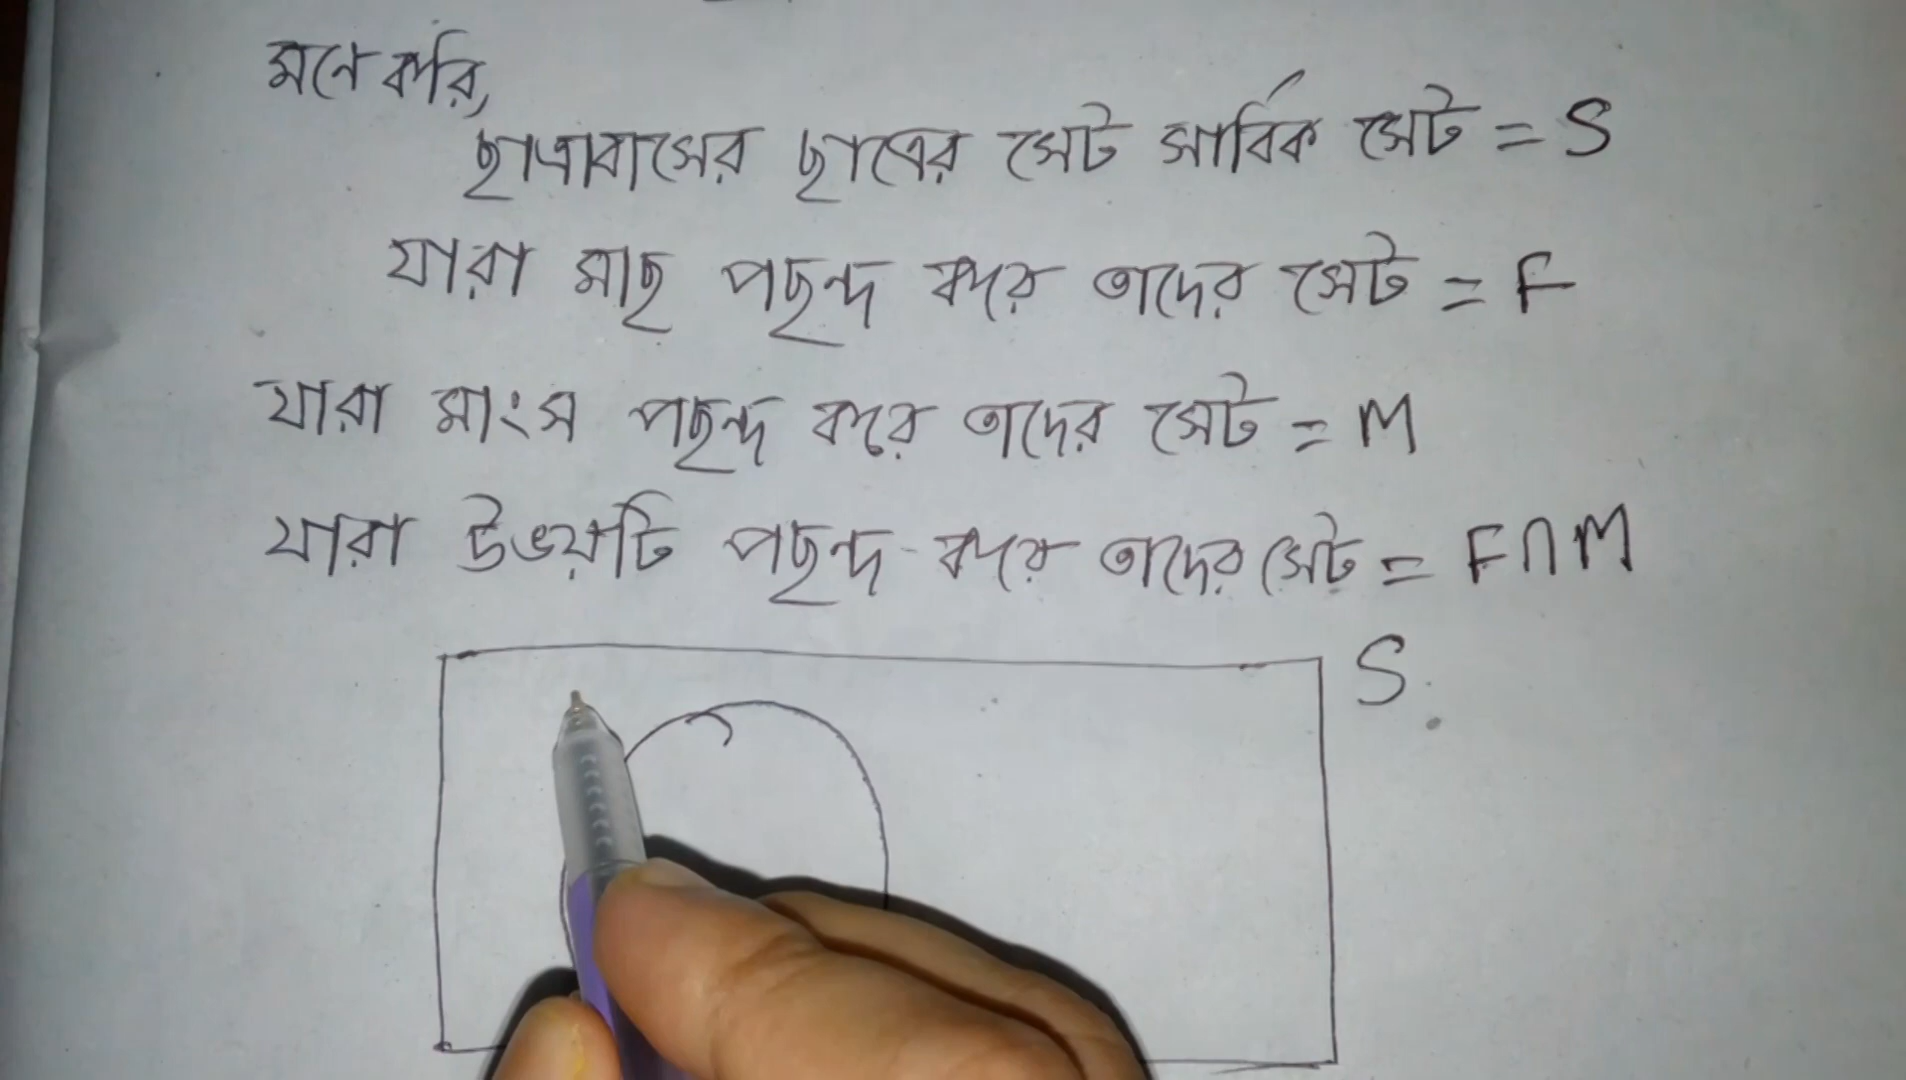 মনে করি,
ছাত্রাবাসের ছাত্রের সেট সার্বিক সেট = S
যারা মাছ পছন্দ করে তাদের সেট = F
যারা মাংস পছন্দ করে তাদের সেট = M
যারা উভয়টি পছন্দ করে তাদের সেট = F∩M
S